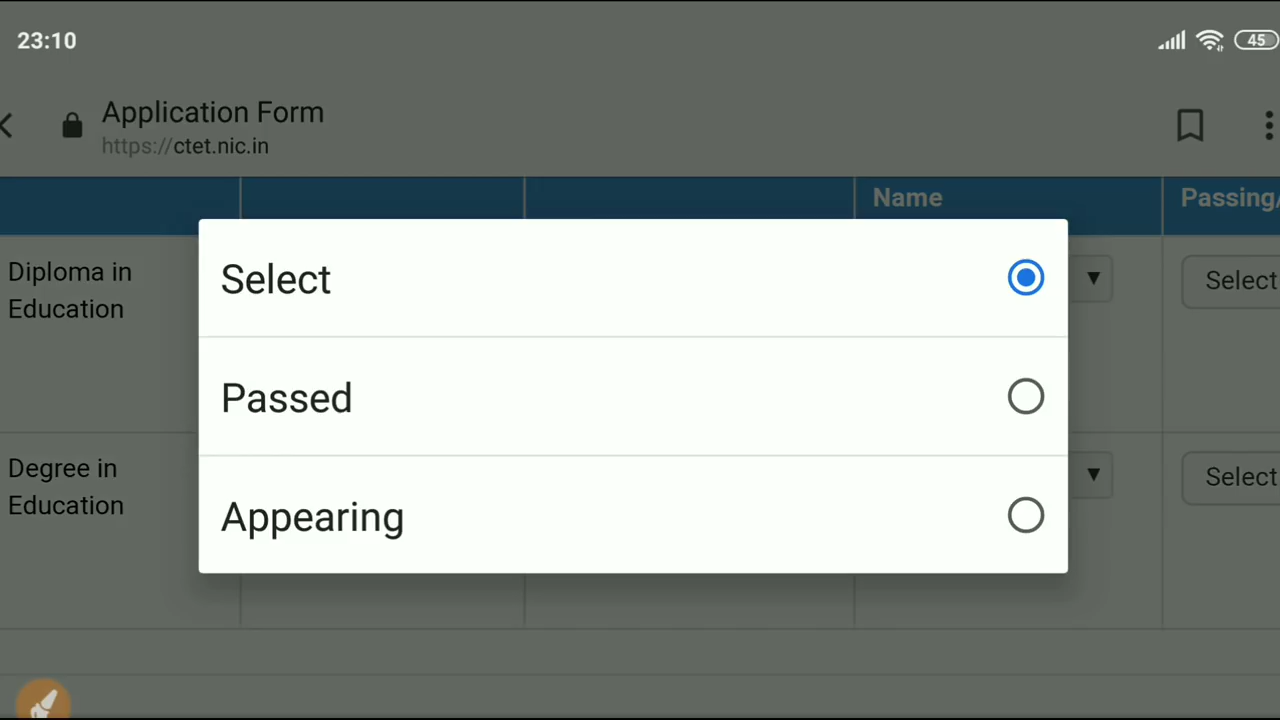 23:10
45
Application Form
https://ctet.nic.in
Name
Passing/
Diploma in
Education
Select
Degree in
Education
Select
Select
Passed
Appearing